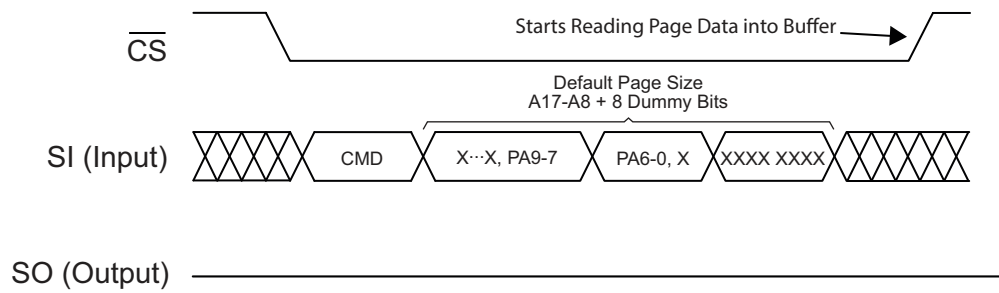 Starts Reading Page Data into Buffer
CS
Default Page Size
A17-A8 + 8 Dummy Bits
SI (Input)
CMD
X···X, PA9-7
PA6-0, X
XXXX XXXX
SO (Output)